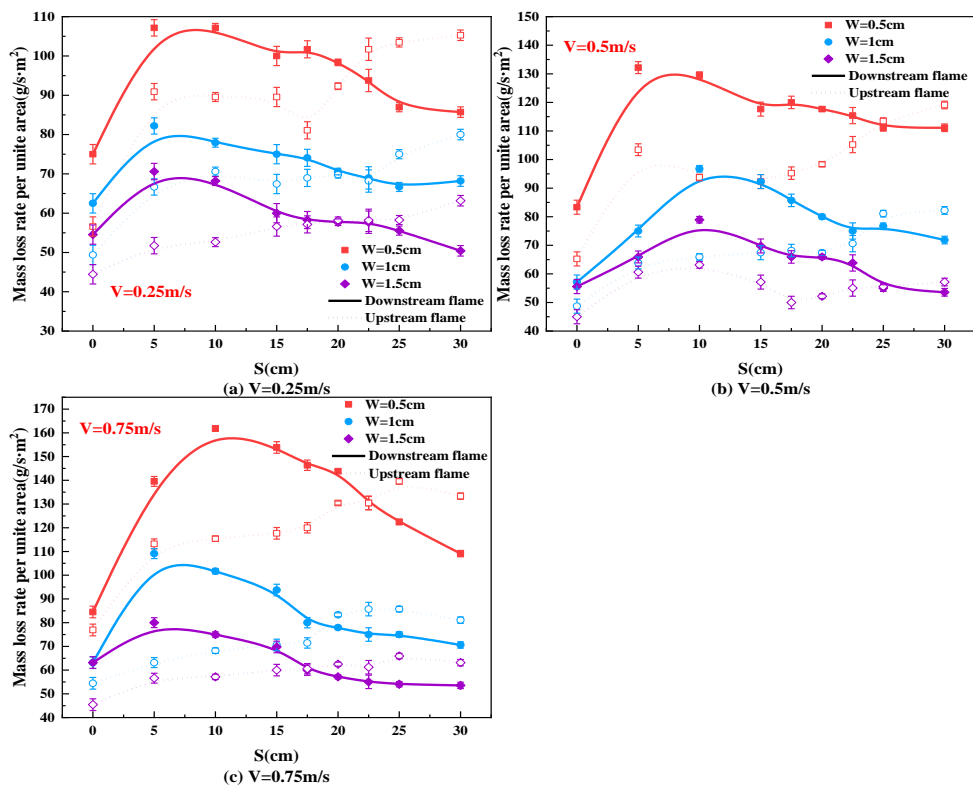 Mass loss rate per unite area(g/s·m²)
110
100
90
80
70
60
50
40
30
V=0.25m/s
W=0.5cm
W=1cm
W=1.5cm
Downstream flame
Upstream flame
0 5 10 15 20 25 30
S(cm)
(a) V=0.25m/s
Mass loss rate per unite area(g/s·m²)
150
140
130
120
110
100
90
80
70
60
50
40
V=0.5m/s
W=0.5cm
W=1cm
W=1.5cm
Downstream flame
Upstream flame
0 5 10 15 20 25 30
S(cm)
(b) V=0.5m/s
Mass loss rate per unite area(g/s·m²)
170
160
150
140
130
120
110
100
90
80
70
60
50
40
V=0.75m/s
W=0.5cm
W=1cm
W=1.5cm
Downstream flame
Upstream flame
0 5 10 15 20 25 30
S(cm)
(c) V=0.75m/s